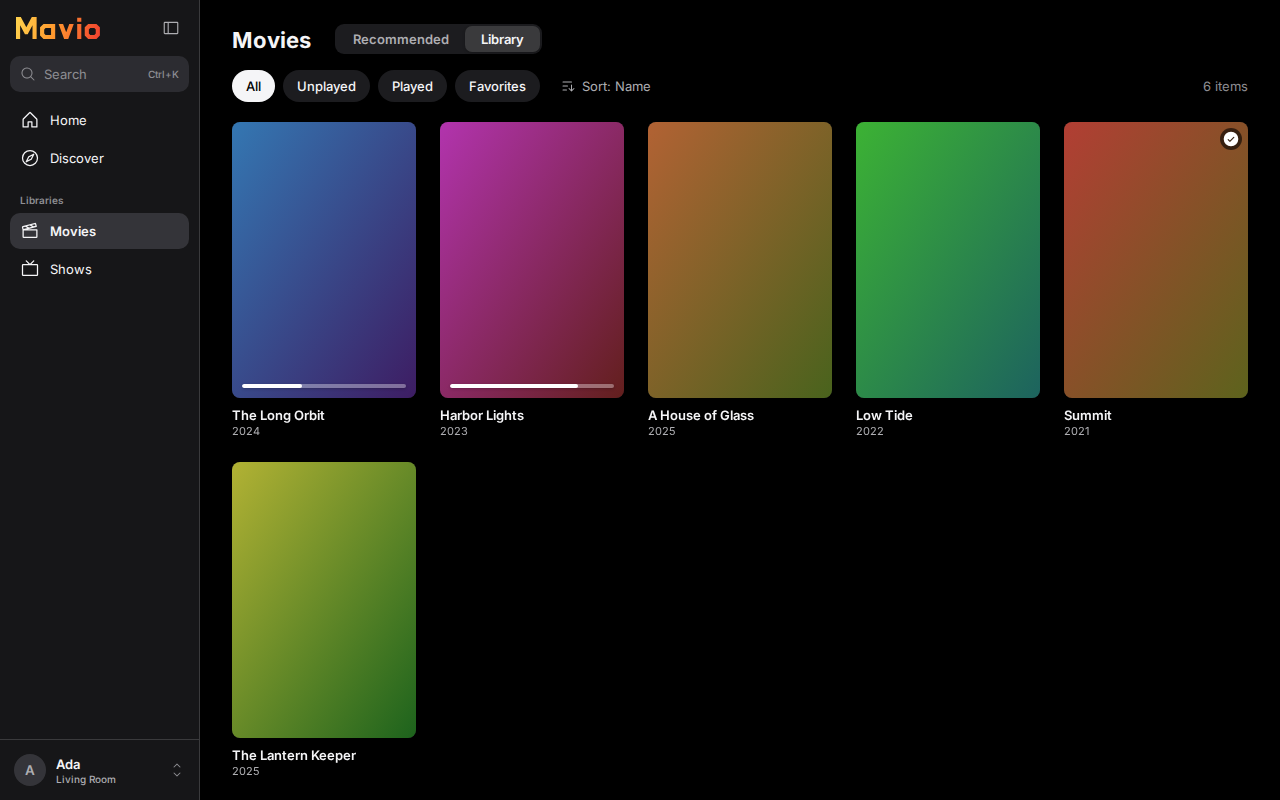 Mavio
Search Ctrl+K
Home
Discover
Libraries
Movies
Shows
A Ada
Living Room
Movies Recommended Library
All Unplayed Played Favorites Sort: Name 6 items
The Long Orbit
2024
Harbor Lights
2023
A House of Glass
2025
Low Tide
2022
Summit
2021
The Lantern Keeper
2025